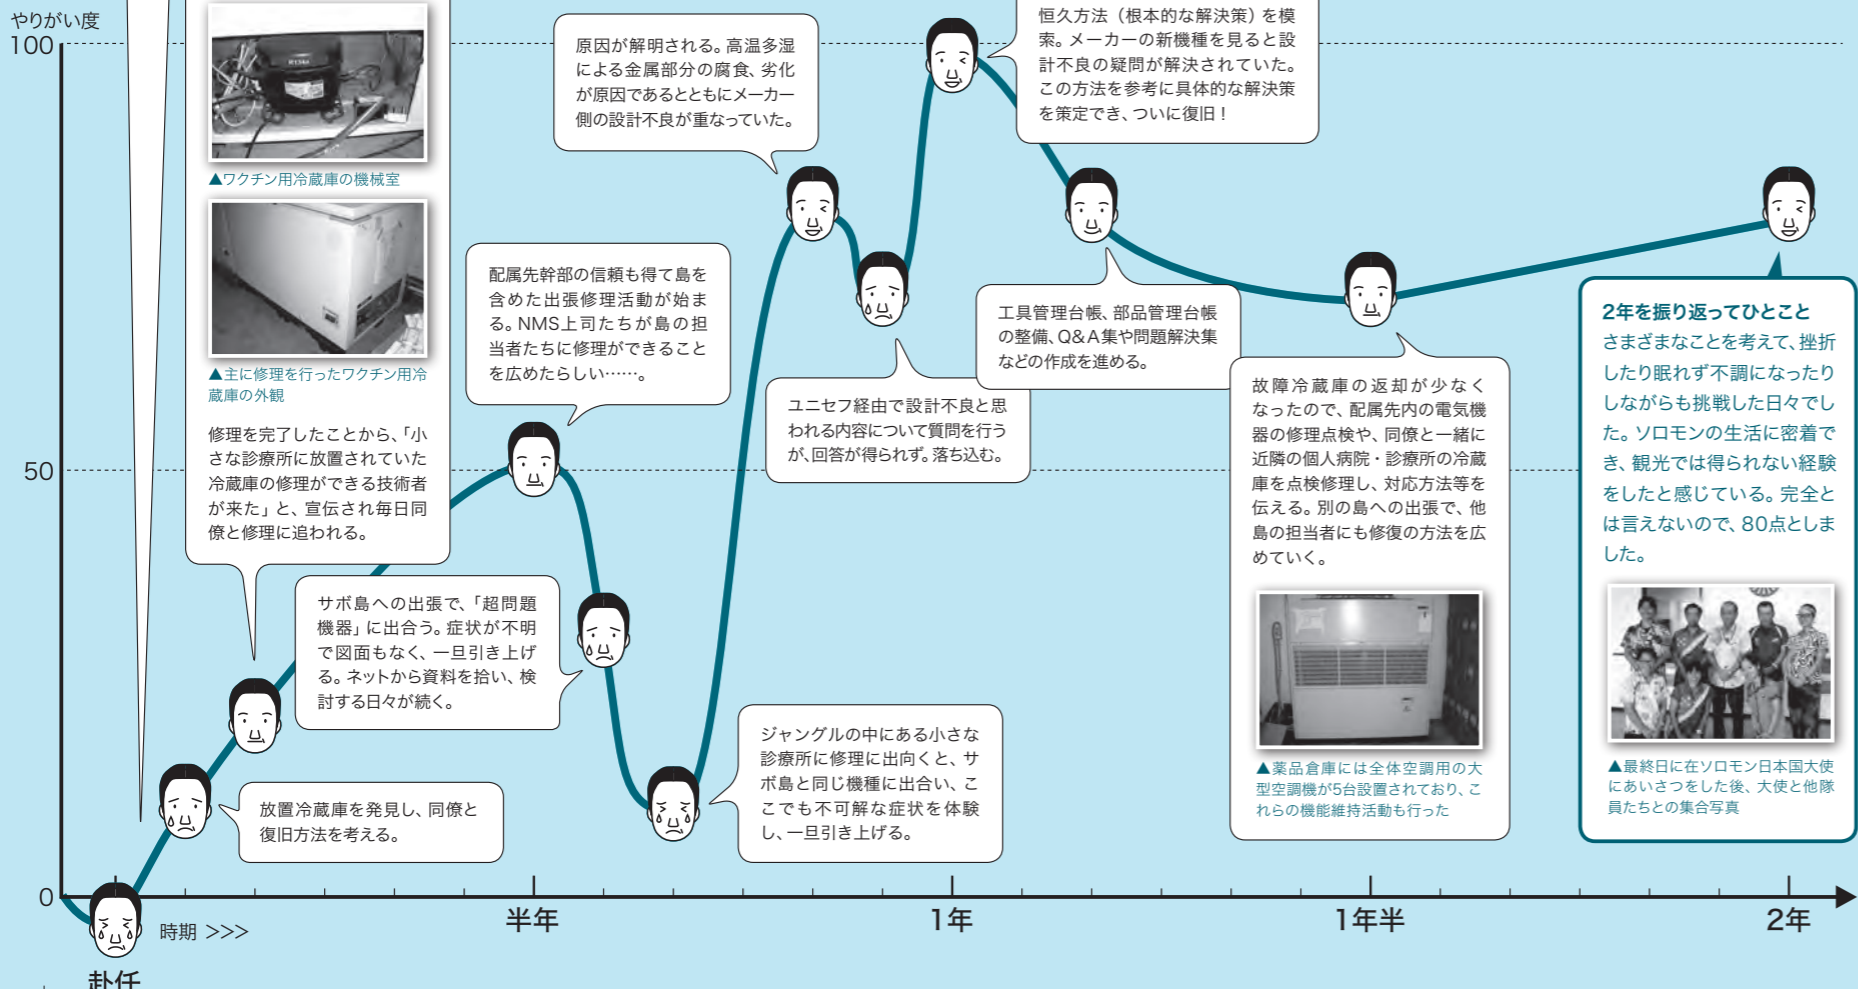 やりがい度
100
50
0
▲ワクチン用冷蔵庫の機械室
▲主に修理を行ったワクチン用冷
蔵庫の外観
修理を完了したことから、「小
さな診療所に放置されていた
冷蔵庫の修理ができる技術者
が来た」と、宣伝され毎日同
僚と修理に追われる。
放置冷蔵庫を発見し、同僚と
復旧方法を考える。
配属先幹部の信頼も得て島を
含めた出張修理活動が始ま
る。NMS上司たちが島の担
当者たちに修理ができること
を広めたらしい……。
サボ島への出張で、「超問題
機器」に出合う。症状が不明
で図面もなく、一旦引き上げ
る。ネットから資料を拾い、検
討する日々が続く。
ジャングルの中にある小さな
診療所に修理に出向くと、サ
ボ島と同じ機種に出合い、こ
こでも不可解な症状を体験
し、一旦引き上げる。
原因が解明される。高温多湿
による金属部分の腐食、劣化
が原因であるとともにメーカー
側の設計不良が重なっていた。
ユニセフ経由で設計不良と思
われる内容について質問を行う
が、回答が得られず。落ち込む。
恒久方法（根本的な解決策）を模
索。メーカーの新機種を見ると設
計不良の疑問が解決されていた。
この方法を参考に具体的な解決策
を策定でき、ついに復旧！
工具管理台帳、部品管理台帳
の整備、Q&A集や問題解決集
などの作成を進める。
故障冷蔵庫の返却が少なく
なったので、配属先内の電気機
器の修理点検や、同僚と一緒に
近隣の個人病院・診療所の冷蔵
庫を点検修理し、対応方法等を
伝える。別の島への出張で、他
島の担当者にも修復の方法を広
めていく。
▲薬品倉庫には全体空調用の大
型空調機が5台設置されており、こ
れらの機能維持活動も行った
2年を振り返ってひとこと
さまざまなことを考えて、挫折
したり眠れず不調になったり
しながらも挑戦した日々でし
た。ソロモンの生活に密着で
き、観光では得られない経験
をしたと感じている。完全と
は言えないので、80点としま
した。
▲最終日に在ソロモン日本国大使
にあいさつをした後、大使と他隊
員たちとの集合写真
時期 >>>
赴任
半年
1年
1年半
2年